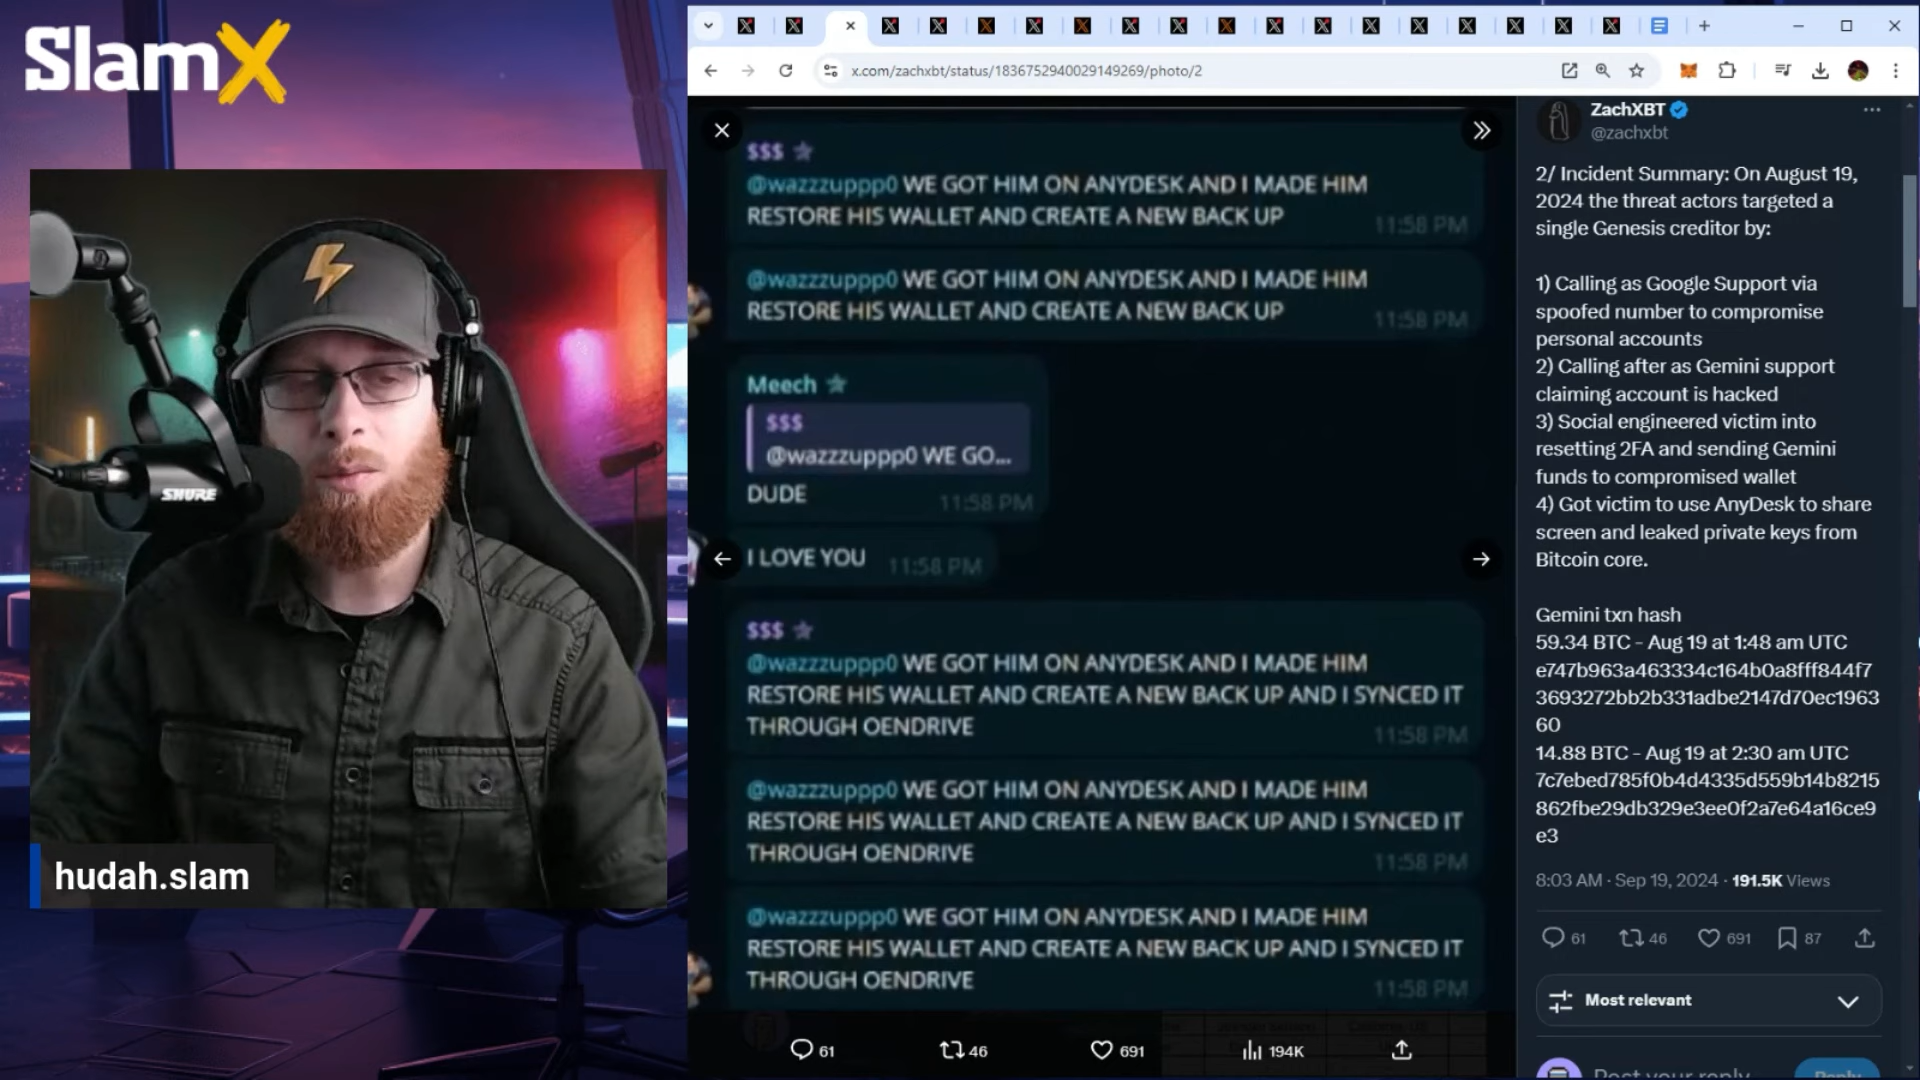 SlamX
x.com/zachxbt/status/1836752940029149269/photo/2
$$$
@wazzzuppp0 WE GOT HIM ON ANYDESK AND I MADE HIM
RESTORE HIS WALLET AND CREATE A NEW BACK UP
11:58 PM
@wazzzuppp0 WE GOT HIM ON ANYDESK AND I MADE HIM
RESTORE HIS WALLET AND CREATE A NEW BACK UP
11:58 PM
Meech
$$$
@wazzzuppp0 WE GO...
DUDE
11:58 PM
I LOVE YOU
11:58 PM
$$$
@wazzzuppp0 WE GOT HIM ON ANYDESK AND I MADE HIM
RESTORE HIS WALLET AND CREATE A NEW BACK UP AND I SYNCED IT
THROUGH OENDRIVE
11:58 PM
@wazzzuppp0 WE GOT HIM ON ANYDESK AND I MADE HIM
RESTORE HIS WALLET AND CREATE A NEW BACK UP AND I SYNCED IT
THROUGH OENDRIVE
11:58 PM
@wazzzuppp0 WE GOT HIM ON ANYDESK AND I MADE HIM
RESTORE HIS WALLET AND CREATE A NEW BACK UP AND I SYNCED IT
THROUGH OENDRIVE
11:58 PM
61 46 691 194K
ZachXBT
@zachxbt
2/ Incident Summary: On August 19,
2024 the threat actors targeted a
single Genesis creditor by:
1) Calling as Google Support via
spoofed number to compromise
personal accounts
2) Calling after as Gemini support
claiming account is hacked
3) Social engineered victim into
resetting 2FA and sending Gemini
funds to compromised wallet
4) Got victim to use AnyDesk to share
screen and leaked private keys from
Bitcoin core.
Gemini txn hash
59.34 BTC - Aug 19 at 1:48 am UTC
e747b963a463334c164b0a8fff844f7
3693272bb2b331adbe2147d70ec1963
60
14.88 BTC - Aug 19 at 2:30 am UTC
7c7ebed785f0b4d4335d559b14b8215
862fbe29db329e3ee0f2a7e64a16ce9
e3
8:03 AM · Sep 19, 2024 · 191.5K Views
61 46 691 87
Most relevant
Post your reply
Reply
SHURE
hudah.slam